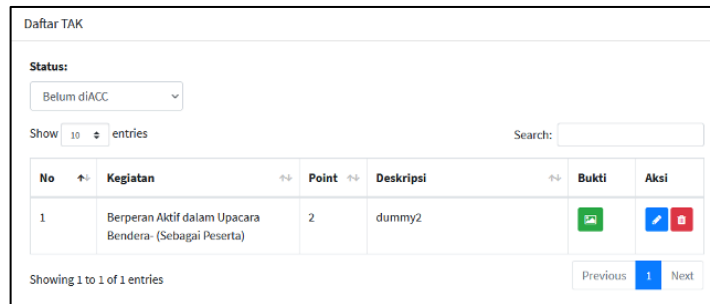 Daftar TAK
Status:
Belum diACC
Show 10 entries
Search:
No Kegiatan Point Deskripsi Bukti Aksi
1 Berperan Aktif dalam Upacara 2 dummy2
Bendera- (Sebagai Peserta)
Showing 1 to 1 of 1 entries
Previous 1 Next